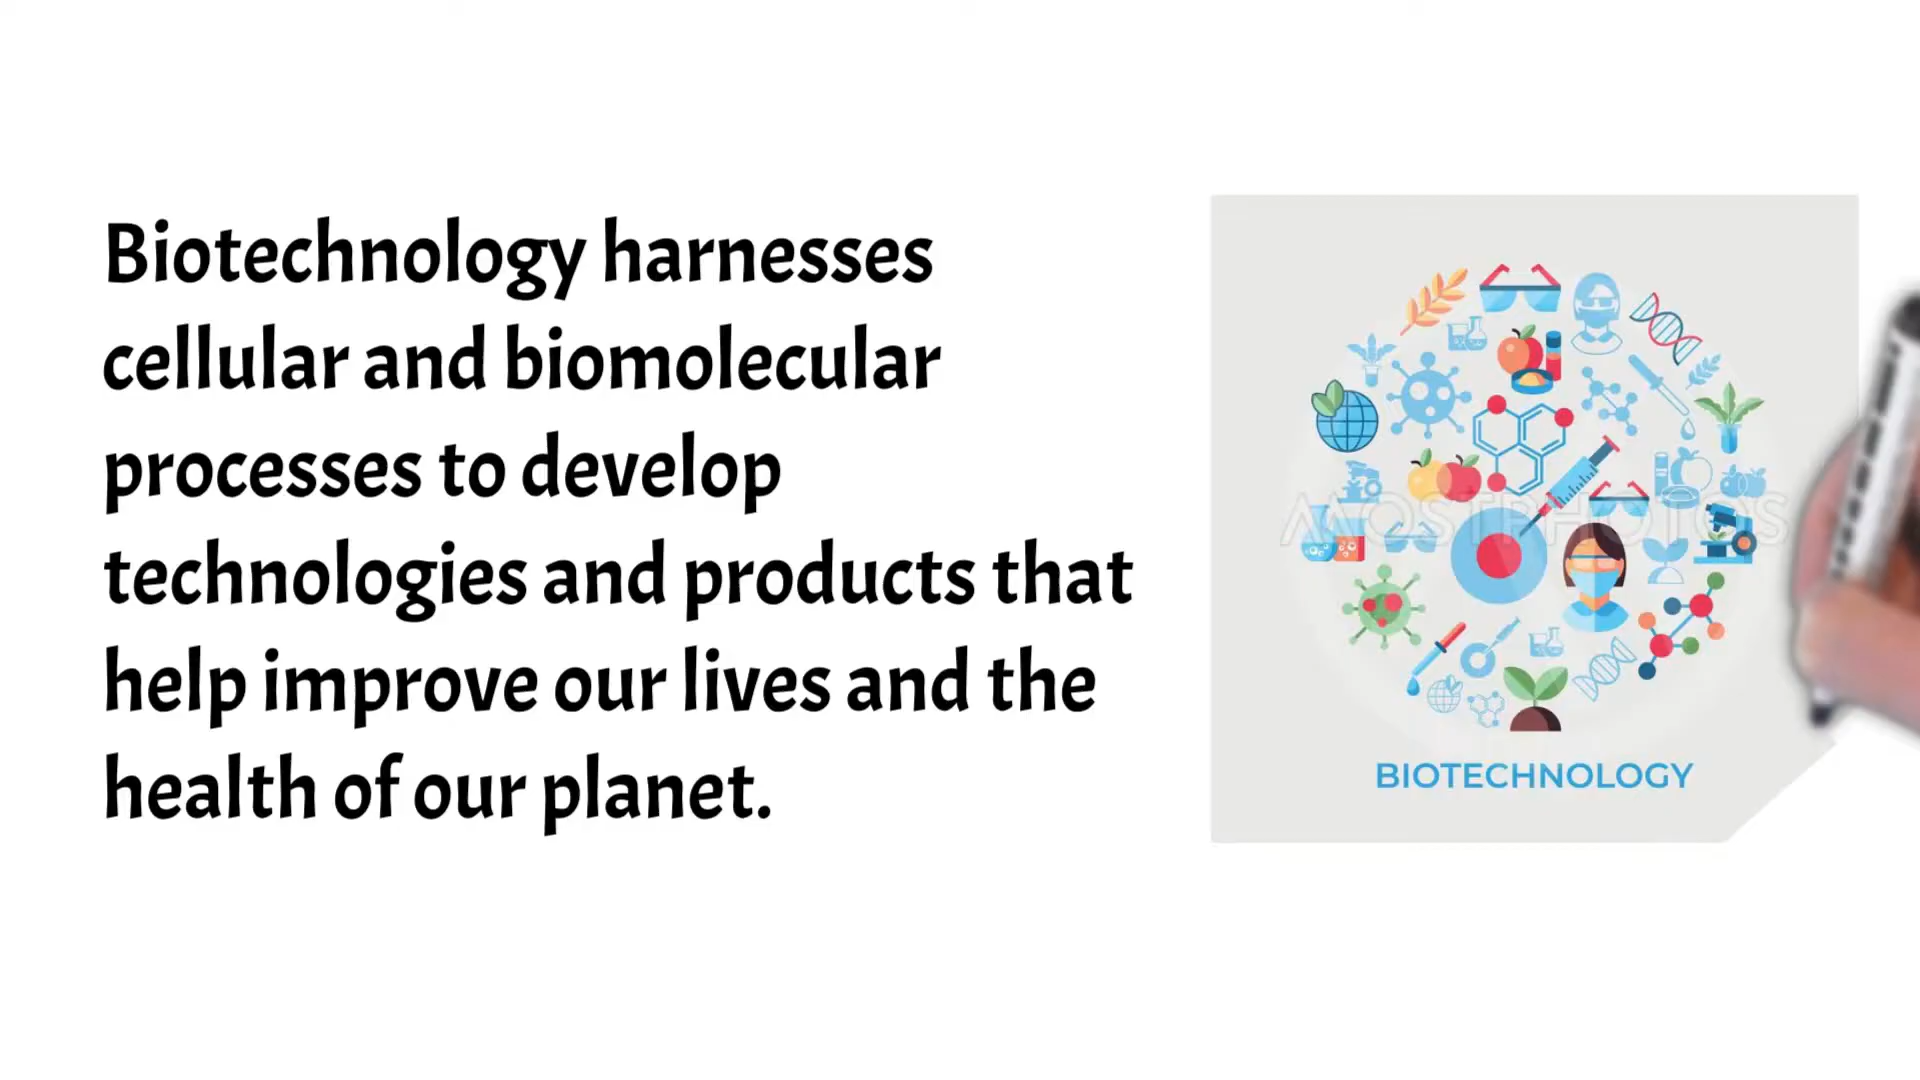 Biotechnology harnesses
cellular and biomolecular
processes to develop
technologies and products that
help improve our lives and the
health of our planet.
MOSTPHOTOS
BIOTECHNOLOGY